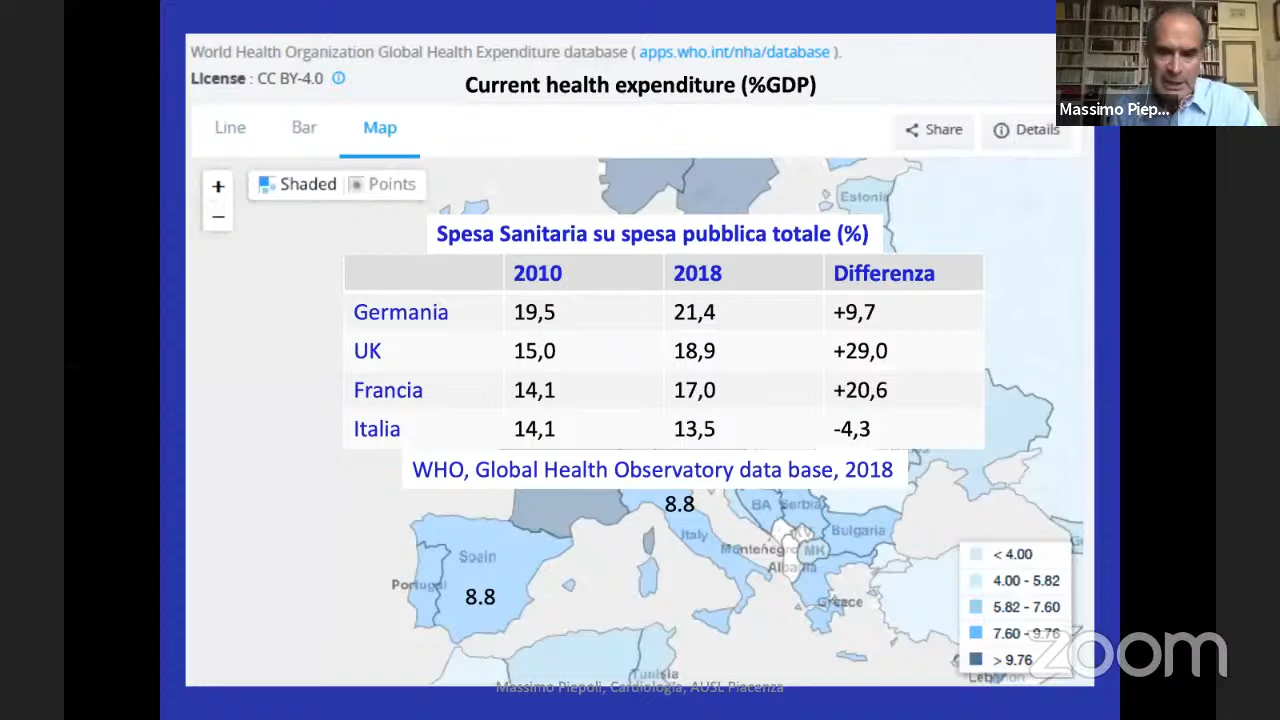 World Health Organization Global Health Expenditure database ( apps.who.int/nha/database ).
License : CC BY-4.0
Current health expenditure (%GDP)
Massimo Piep...
Line Bar Map
Share Details
+
−
Shaded Points
Estonia
Spesa Sanitaria su spesa pubblica totale (%)
2010 2018 Differenza
Germania 19,5 21,4 +9,7
UK 15,0 18,9 +29,0
Francia 14,1 17,0 +20,6
Italia 14,1 13,5 -4,3
WHO, Global Health Observatory data base, 2018
8.8
BA Serbia
Italy
Bulgaria
Montenegro
KV
MK
Albania
Spain
Portugal
8.8
Greece
< 4.00
4.00 - 5.82
5.82 - 7.60
7.60 - 9.76
> 9.76
zoom
Tunisia
Lebanon
Massimo Piepoli, Cardiologia, AUSL Piacenza